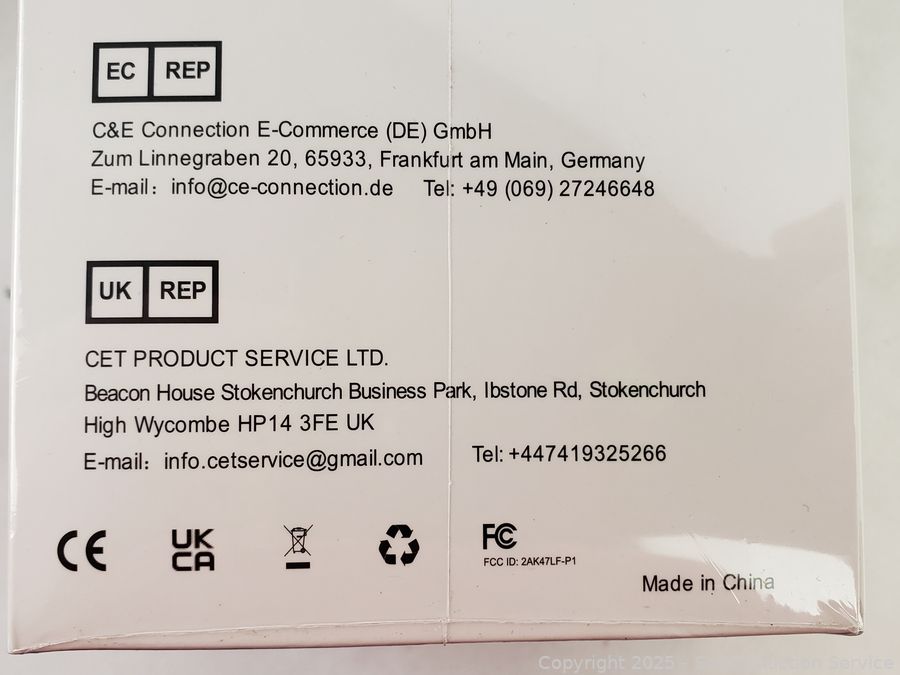 EC REP
C&E Connection E-Commerce (DE) GmbH
Zum Linnegraben 20, 65933, Frankfurt am Main, Germany
E-mail: info@ce-connection.de Tel: +49 (069) 27246648
UK REP
CET PRODUCT SERVICE LTD.
Beacon House Stokenchurch Business Park, Ibstone Rd, Stokenchurch
High Wycombe HP14 3FE UK
E-mail: info.cetservice@gmail.com Tel: +447419325266
CE UK CA FC
FCC ID: 2AK47LF-P1
Made in China
Copyright 2025 - Auction Service